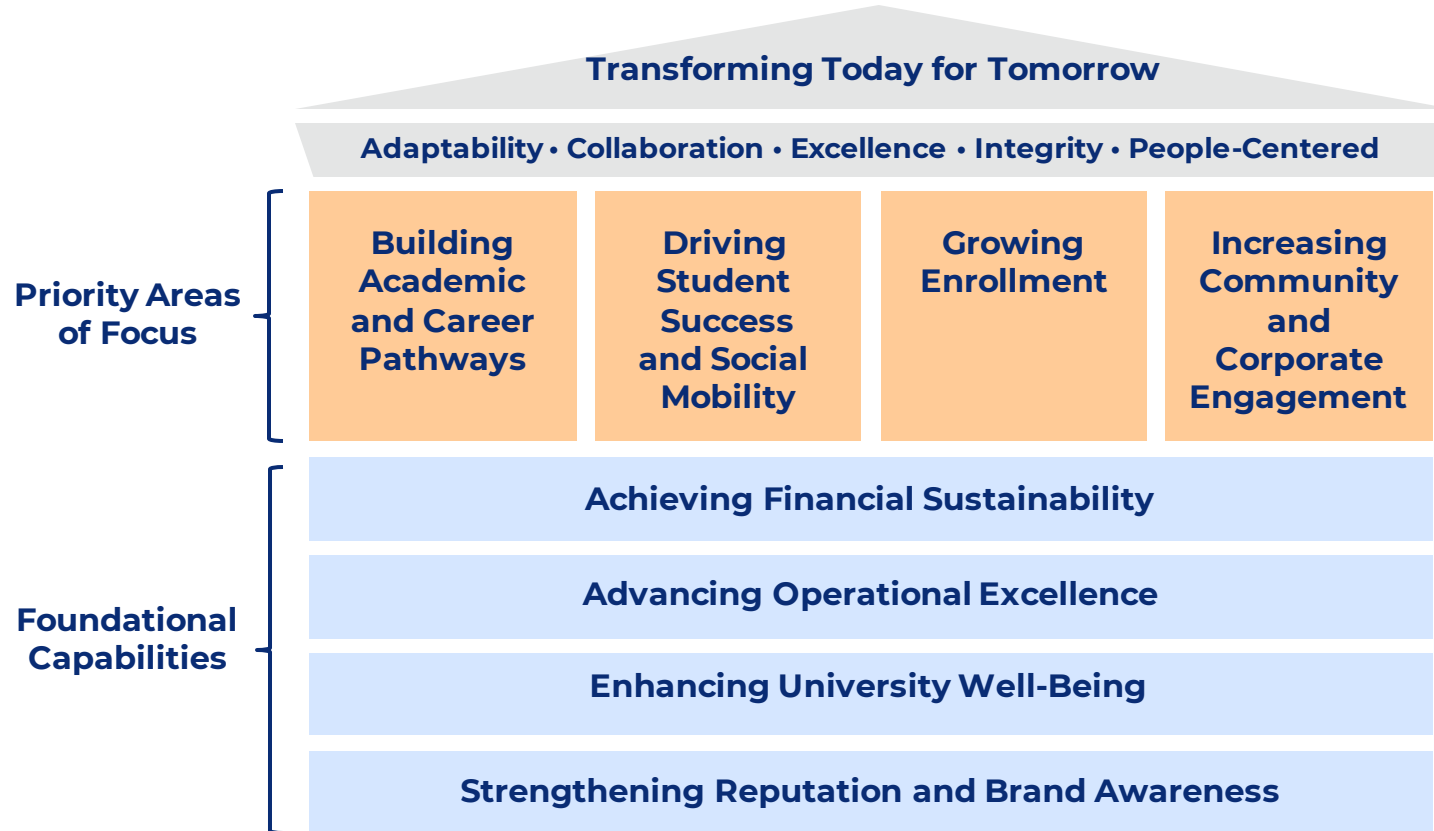 Transforming Today for Tomorrow
Adaptability • Collaboration • Excellence • Integrity • People-Centered
Priority Areas
of Focus
Building
Academic
and Career
Pathways
Driving
Student
Success
and Social
Mobility
Growing
Enrollment
Increasing
Community
and
Corporate
Engagement
Foundational
Capabilities
Achieving Financial Sustainability
Advancing Operational Excellence
Enhancing University Well-Being
Strengthening Reputation and Brand Awareness